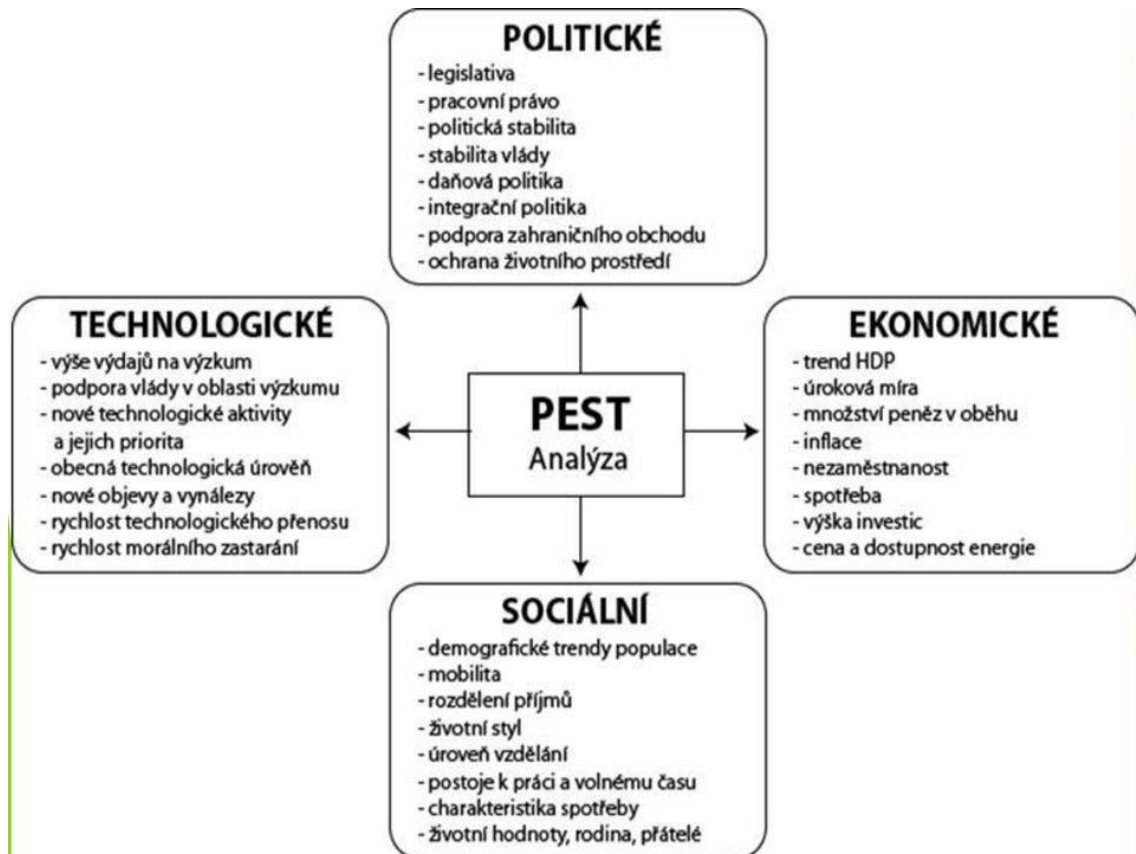 POLITICKÉ
- legislativa
- pracovní právo
- politická stabilita
- stabilita vlády
- daňová politika
- integrační politika
- podpora zahraničního obchodu
- ochrana životního prostředí
TECHNOLOGICKÉ
- výše výdajů na výzkum
- podpora vlády v oblasti výzkumu
- nové technologické aktivity
a jejich priorita
- obecná technologická úrověň
- nové objevy a vynálezy
- rychlost technologického přenosu
- rychlost morálního zastarání
PEST
Analýza
EKONOMICKÉ
- trend HDP
- úroková míra
- množství peněz v oběhu
- inflace
- nezaměstnanost
- spotřeba
- výška investic
- cena a dostupnost energie
SOCIÁLNÍ
- demografické trendy populace
- mobilita
- rozdělení příjmů
- životní styl
- úroveň vzdělání
- postoje k práci a volnému času
- charakteristika spotřeby
- životní hodnoty, rodina, přátelé